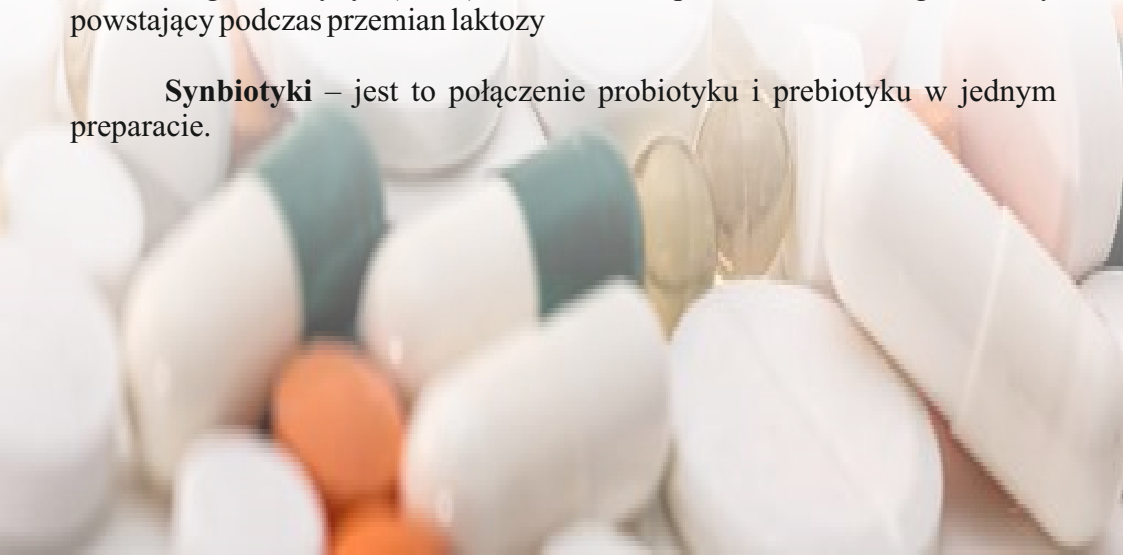 powstający podczas przemian laktozy
Synbiotyki – jest to połączenie probiotyku i prebiotyku w jednym
preparacie.